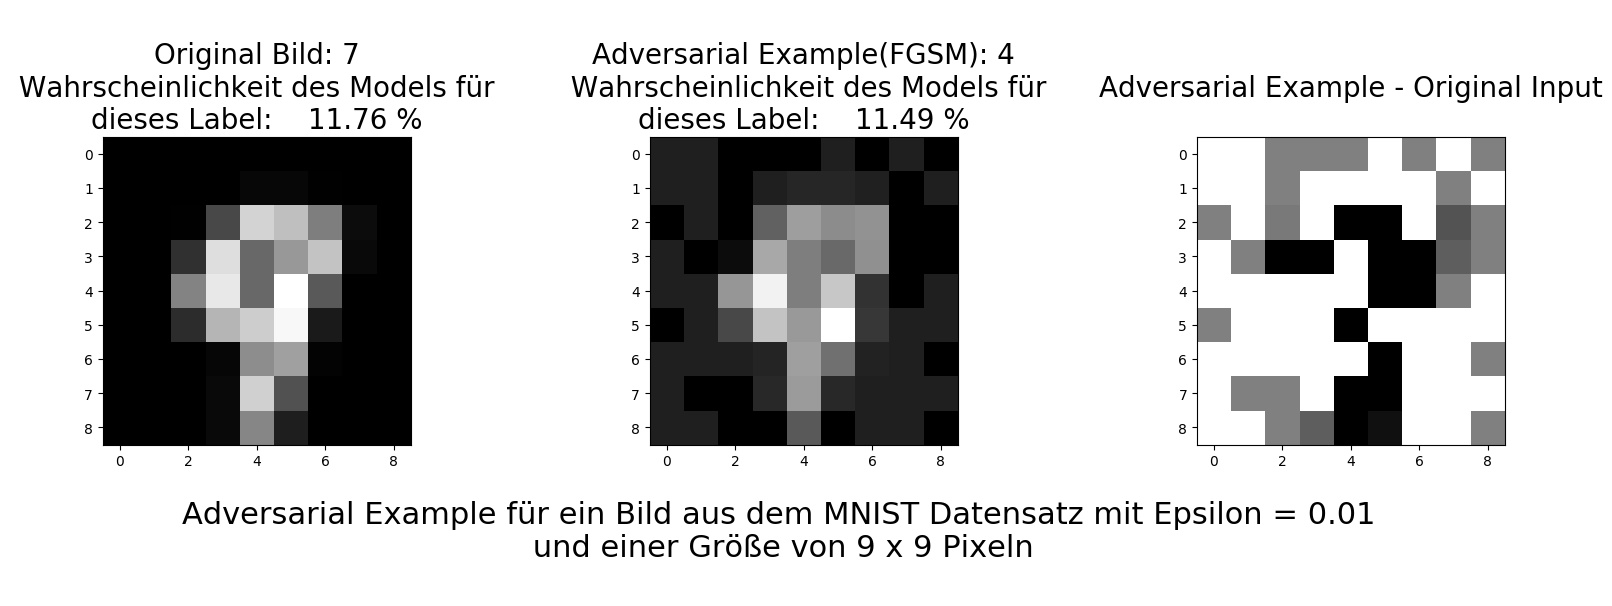 Original Bild: 7
Wahrscheinlichkeit des Models für
dieses Label: 11.76 %
Adversarial Example(FGSM): 4
Wahrscheinlichkeit des Models für
dieses Label: 11.49 %
Adversarial Example - Original Input
0
1
2
3
4
5
6
7
8
0 2 4 6 8
0
1
2
3
4
5
6
7
8
0 2 4 6 8
0
1
2
3
4
5
6
7
8
0 2 4 6 8
Adversarial Example für ein Bild aus dem MNIST Datensatz mit Epsilon = 0.01
und einer Größe von 9 x 9 Pixeln